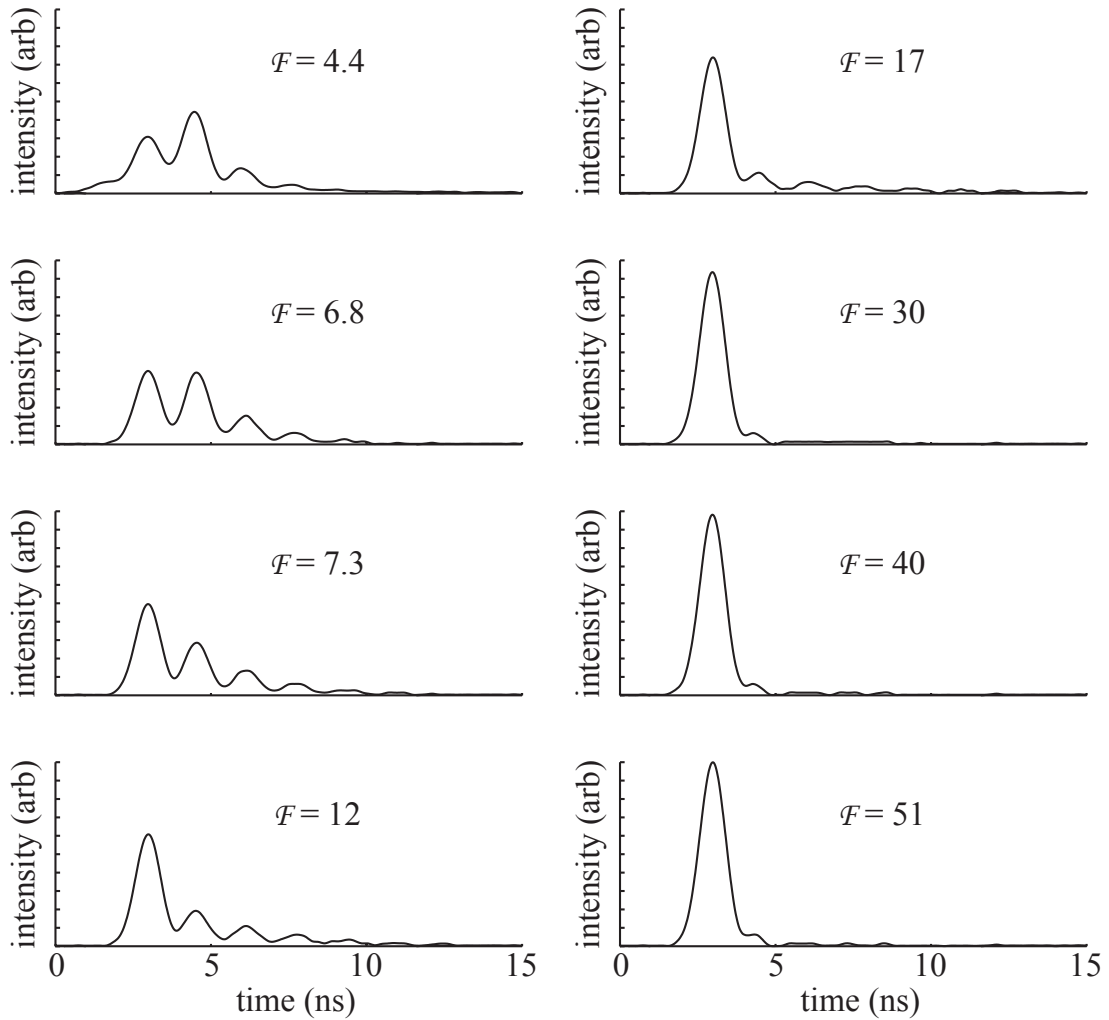 intensity (arb)
ℱ = 4.4
intensity (arb)
ℱ = 17
intensity (arb)
ℱ = 6.8
intensity (arb)
ℱ = 30
intensity (arb)
ℱ = 7.3
intensity (arb)
ℱ = 40
intensity (arb)
ℱ = 12
0 5 10 15
time (ns)
intensity (arb)
ℱ = 51
0 5 10 15
time (ns)